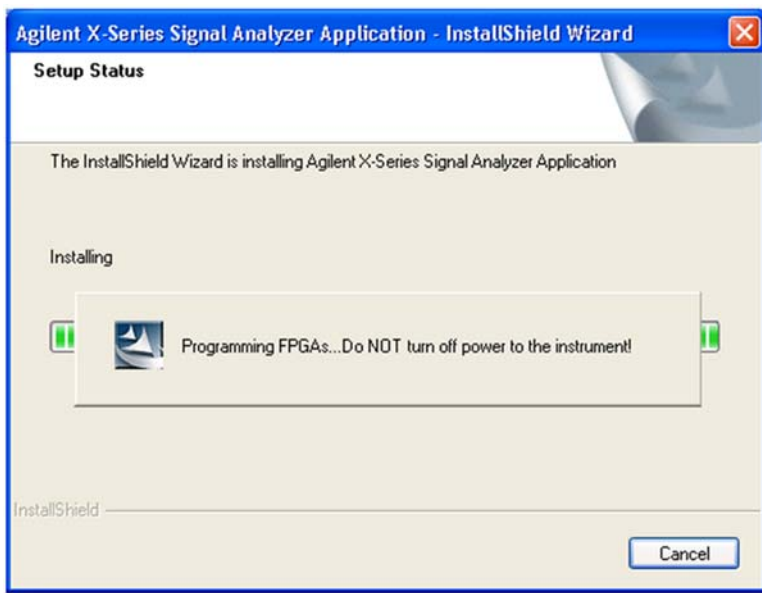 Agilent X-Series Signal Analyzer Application - InstallShield Wizard
Setup Status
The InstallShield Wizard is installing Agilent X-Series Signal Analyzer Application
Installing
Programming FPGAs...Do NOT turn off power to the instrument!
InstallShield
Cancel